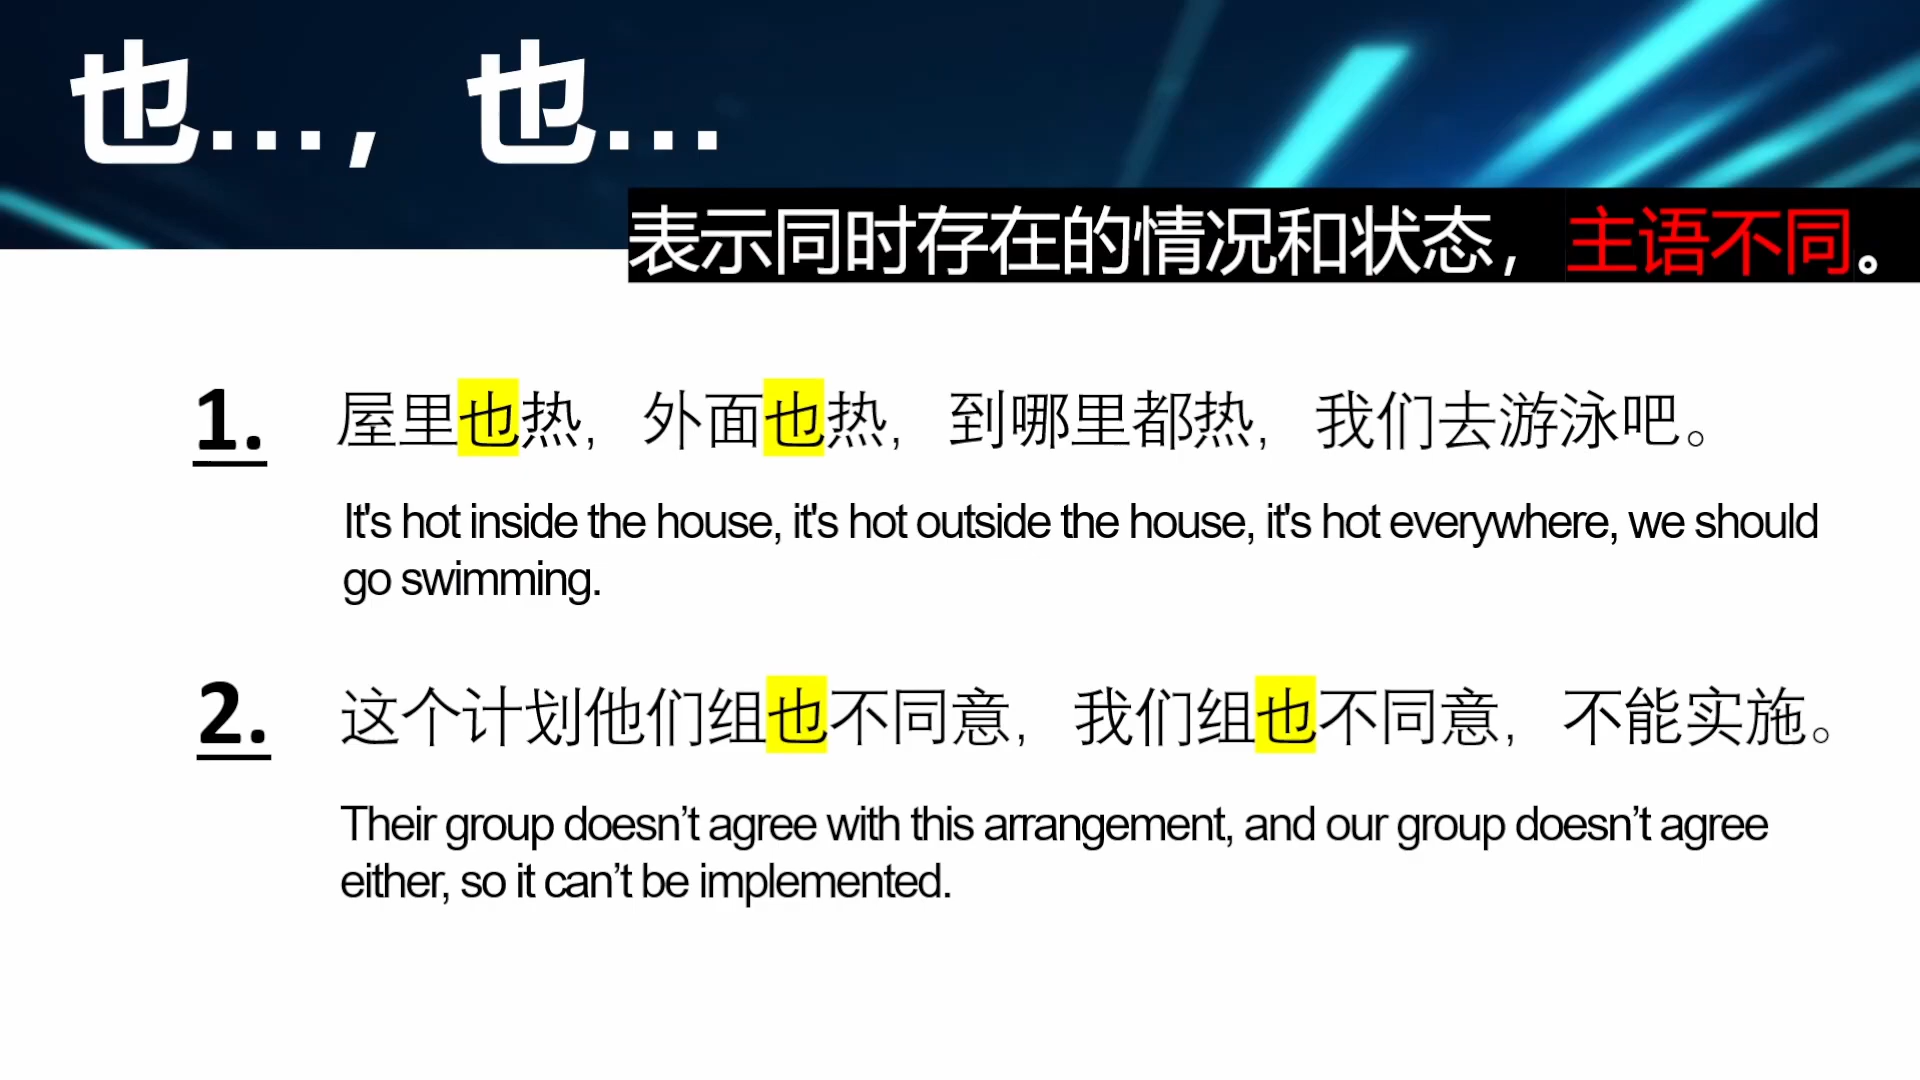 也…，也…
表示同时存在的情况和状态，主语不同。
1. 屋里也热，外面也热，到哪里都热，我们去游泳吧。
It's hot inside the house, it's hot outside the house, it's hot everywhere, we should
go swimming.
2. 这个计划他们组也不同意，我们组也不同意，不能实施。
Their group doesn’t agree with this arrangement, and our group doesn’t agree
either, so it can’t be implemented.